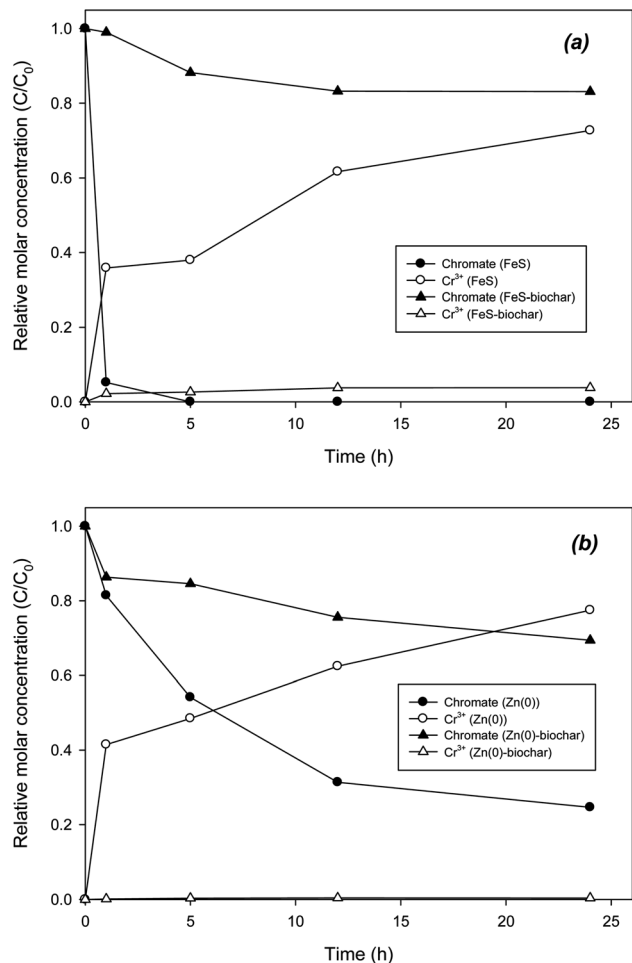 (a)
Relative molar concentration (C/C₀)
1.0
0.8
0.6
0.4
0.2
0.0
Chromate (FeS)
Cr³⁺ (FeS)
Chromate (FeS-biochar)
Cr³⁺ (FeS-biochar)
0 5 10 15 20 25
Time (h)
(b)
Relative molar concentration (C/C₀)
1.0
0.8
0.6
0.4
0.2
0.0
Chromate (Zn(0))
Cr³⁺ (Zn(0))
Chromate (Zn(0)-biochar)
Cr³⁺ (Zn(0)-biochar)
0 5 10 15 20 25
Time (h)